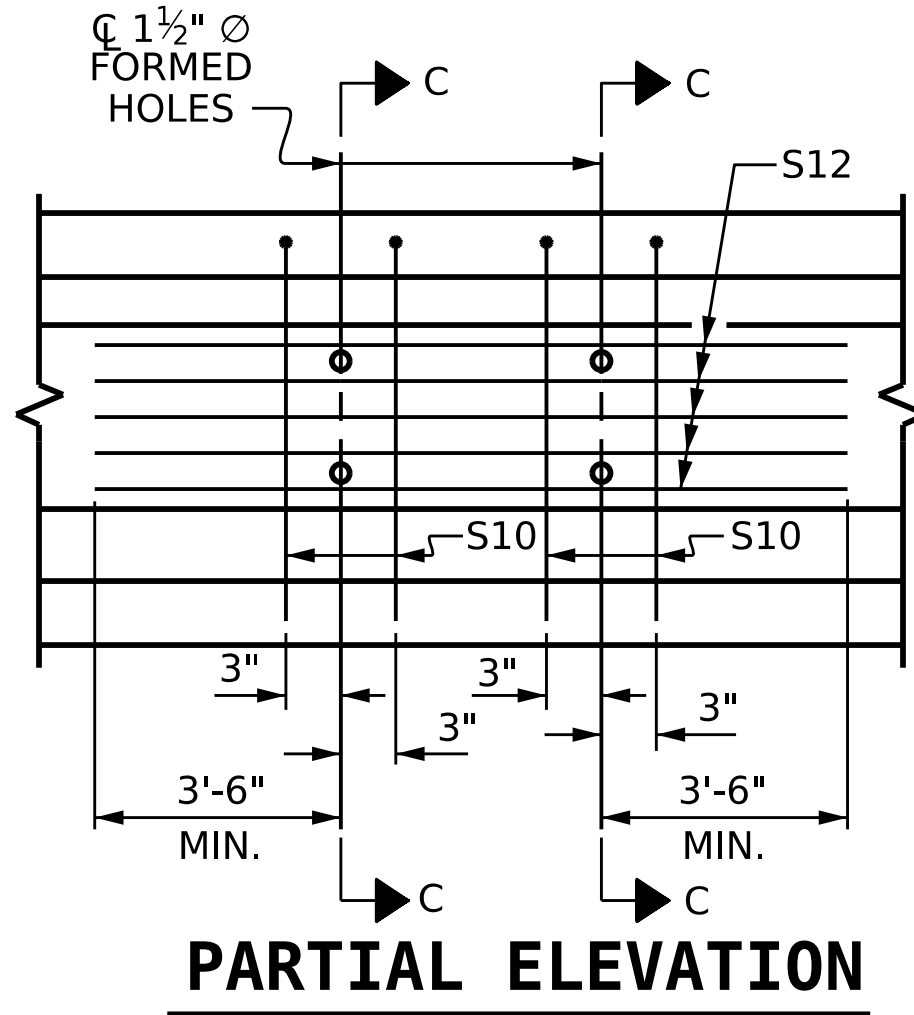 ℄ 1½" ∅
FORMED
HOLES
C
C
S12
S10
S10
3"
3"
3"
3"
3'-6"
MIN.
3'-6"
MIN.
C
C
PARTIAL ELEVATION